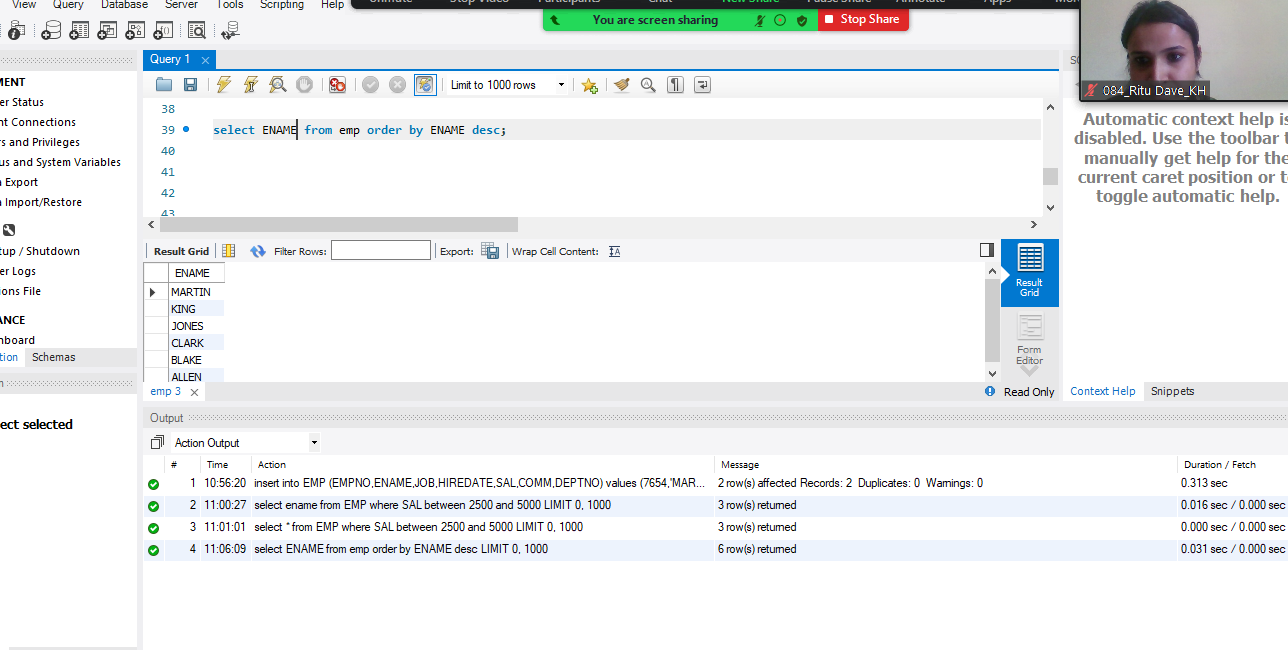 View Query Database Server Tools Scripting Help
You are screen sharing Stop Share
Query 1
084_Ritu Dave_KH
MENT
er Status
nt Connections
rs and Privileges
us and System Variables
n Export
n Import/Restore
tup / Shutdown
er Logs
ons File
ANCE
hboard
tion Schemas
ect selected
Limit to 1000 rows
38
39 select ENAME from emp order by ENAME desc;
40
41
42
43
Automatic context help is
disabled. Use the toolbar t
manually get help for the
current caret position or to
toggle automatic help.
Result Grid Filter Rows: Export: Wrap Cell Content:
ENAME
MARTIN
KING
JONES
CLARK
BLAKE
ALLEN
Result
Grid
Form
Editor
emp 3 Read Only
Context Help Snippets
Output
Action Output
# Time Action Message Duration / Fetch
1 10:56:20 insert into EMP (EMPNO,ENAME,JOB,HIREDATE,SAL,COMM,DEPTNO) values (7654,'MAR... 2 row(s) affected Records: 2 Duplicates: 0 Warnings: 0 0.313 sec
2 11:00:27 select ename from EMP where SAL between 2500 and 5000 LIMIT 0, 1000 3 row(s) returned 0.016 sec / 0.000 sec
3 11:01:01 select * from EMP where SAL between 2500 and 5000 LIMIT 0, 1000 3 row(s) returned 0.000 sec / 0.000 sec
4 11:06:09 select ENAME from emp order by ENAME desc LIMIT 0, 1000 6 row(s) returned 0.031 sec / 0.000 sec